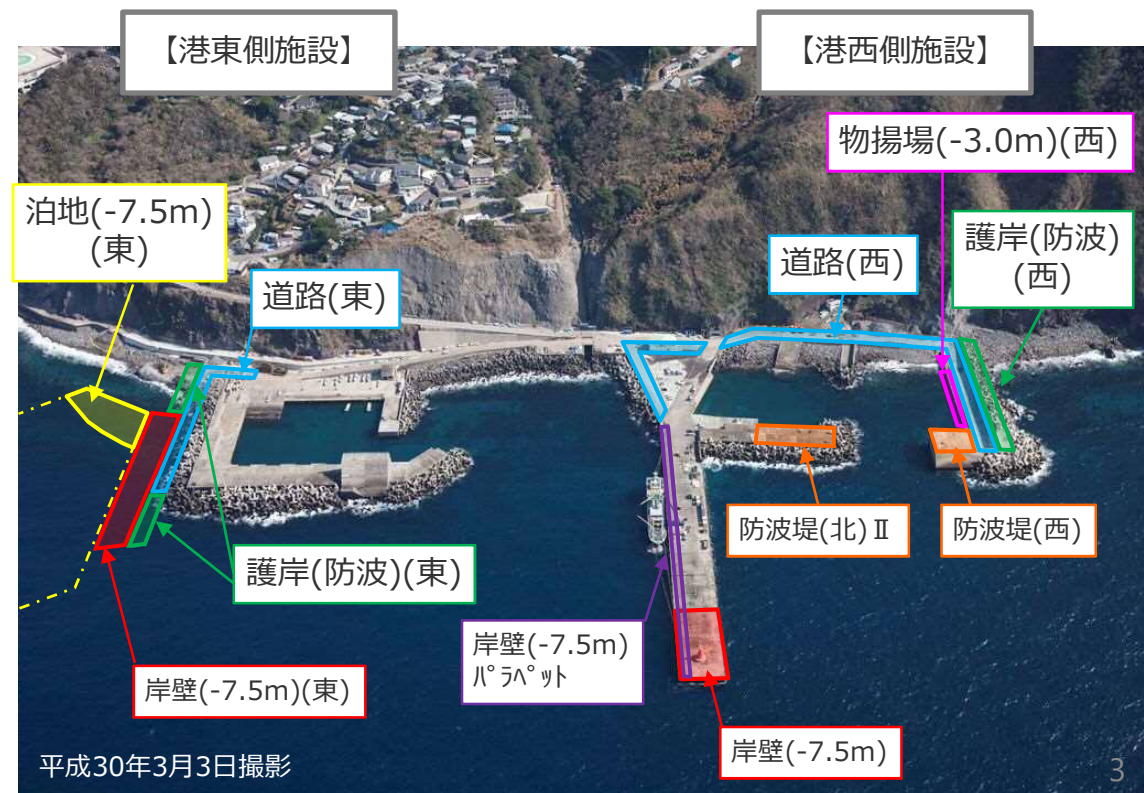 【港東側施設】
【港西側施設】
物揚場(-3.0m)(西)
泊地(-7.5m)
(東)
護岸(防波)
(西)
道路(西)
道路(東)
防波堤(北)Ⅱ
防波堤(西)
護岸(防波)(東)
岸壁(-7.5m)
ﾊﾟﾗﾍﾟｯﾄ
岸壁(-7.5m)(東)
岸壁(-7.5m)
平成30年3月3日撮影
3